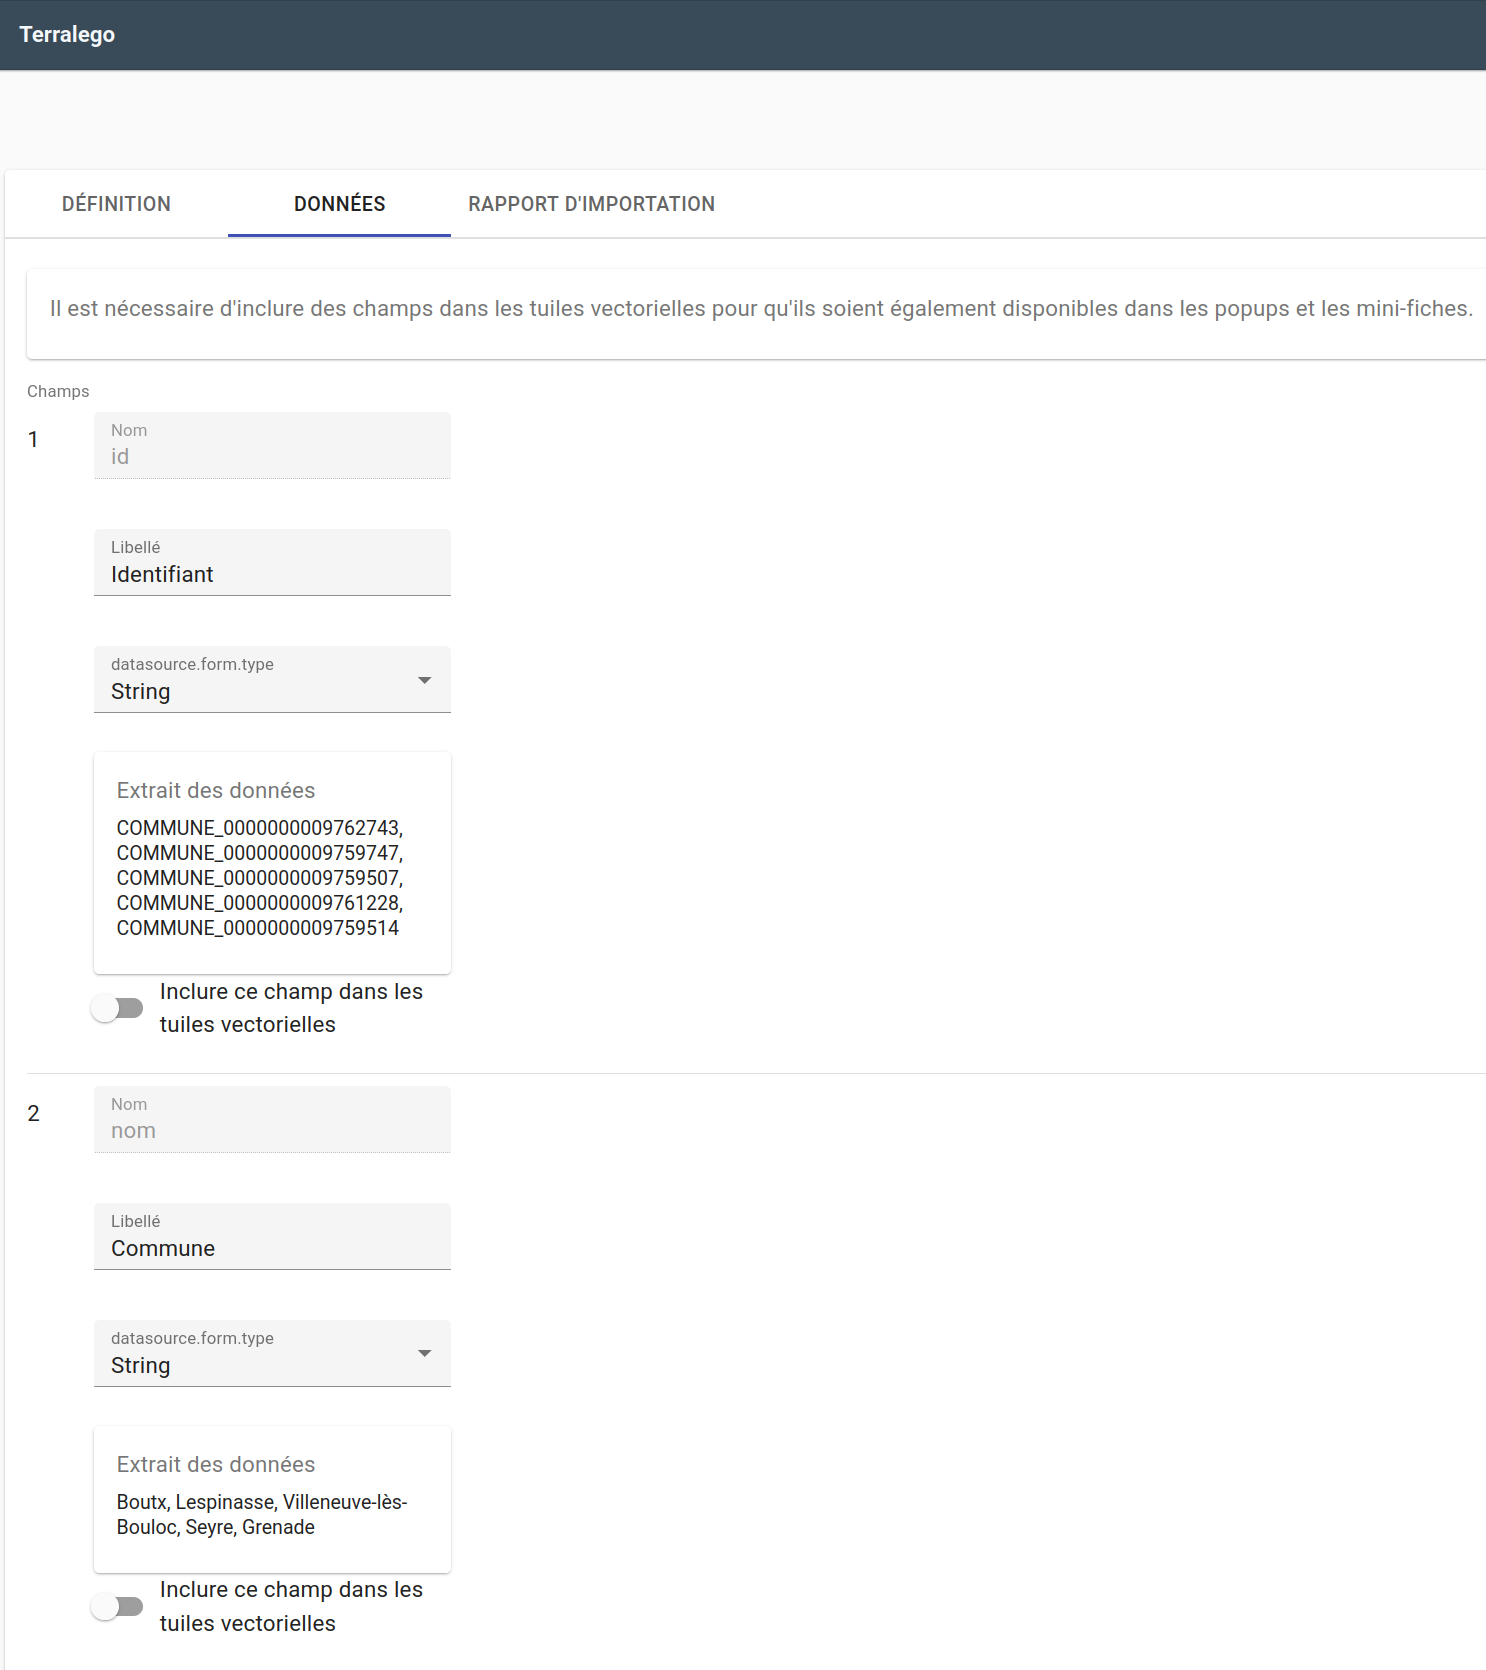 Terralego
DÉFINITION DONNÉES RAPPORT D'IMPORTATION
Il est nécessaire d'inclure des champs dans les tuiles vectorielles pour qu'ils soient également disponibles dans les popups et les mini-fiches.
Champs
1
Nom
id
Libellé
Identifiant
datasource.form.type
String
Extrait des données
COMMUNE_0000000009762743,
COMMUNE_0000000009759747,
COMMUNE_0000000009759507,
COMMUNE_0000000009761228,
COMMUNE_0000000009759514
Inclure ce champ dans les
tuiles vectorielles
2
Nom
nom
Libellé
Commune
datasource.form.type
String
Extrait des données
Boutx, Lespinasse, Villeneuve-lès-
Bouloc, Seyre, Grenade
Inclure ce champ dans les
tuiles vectorielles